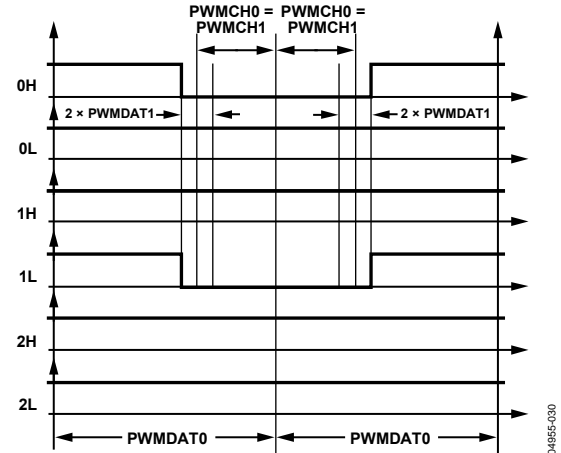 PWMCH0 = PWMCH0 =
PWMCH1 PWMCH1
0H
2 × PWMDAT1 2 × PWMDAT1
0L
1H
1L
2H
2L
PWMDAT0 PWMDAT0
04955-030